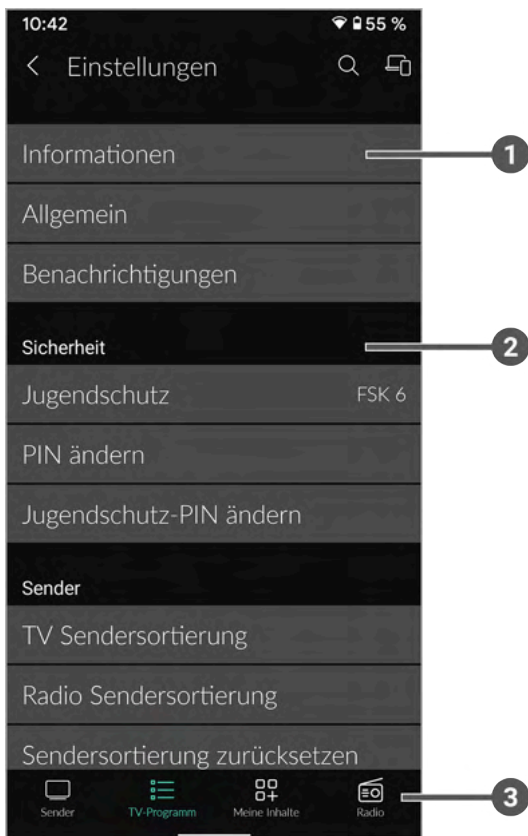 10:42 55 %
Einstellungen
Informationen
1
Allgemein
Benachrichtigungen
Sicherheit
2
Jugendschutz FSK 6
PIN ändern
Jugendschutz-PIN ändern
Sender
TV Sendersortierung
Radio Sendersortierung
Sendersortierung zurücksetzen
Sender TV-Programm Meine Inhalte Radio
3